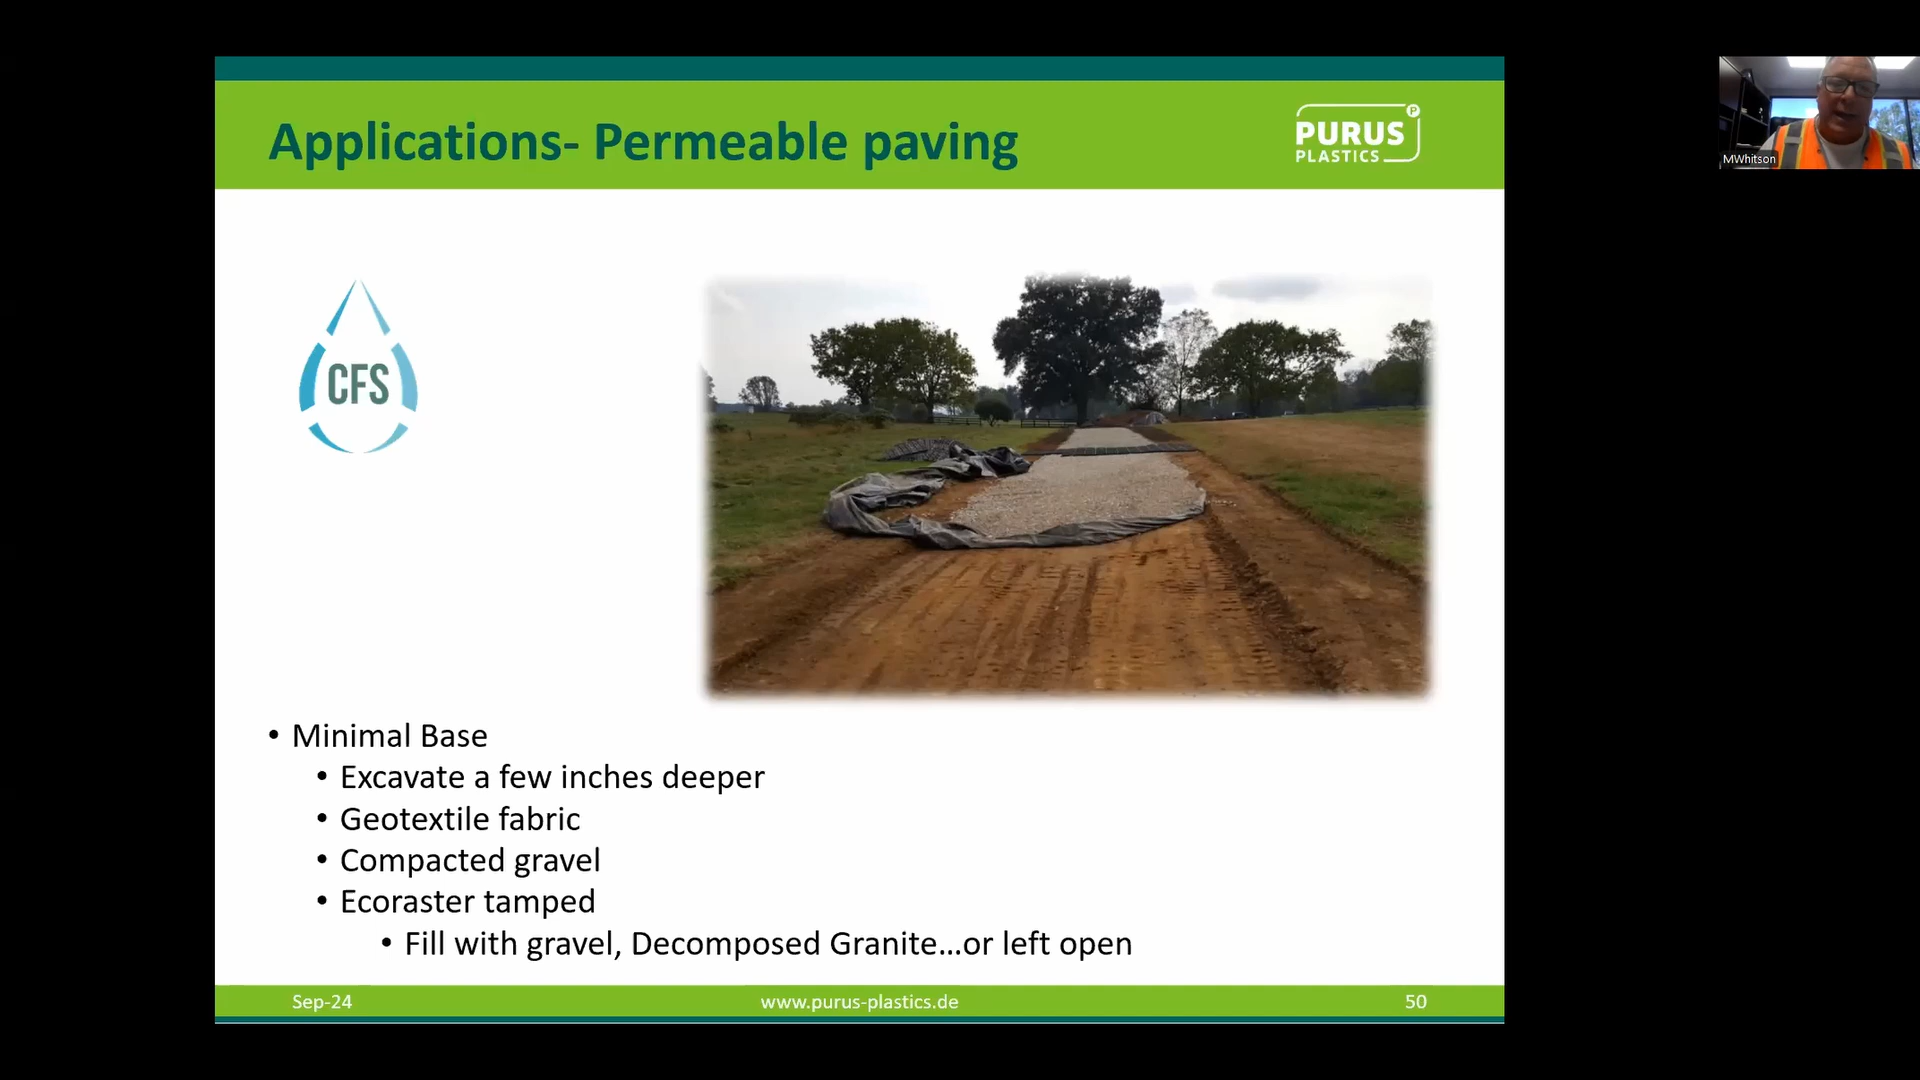 Applications- Permeable paving
PURUS P
PLASTICS
MWhitson
CFS
• Minimal Base
• Excavate a few inches deeper
• Geotextile fabric
• Compacted gravel
• Ecoraster tamped
• Fill with gravel, Decomposed Granite...or left open
Sep-24
www.purus-plastics.de
50